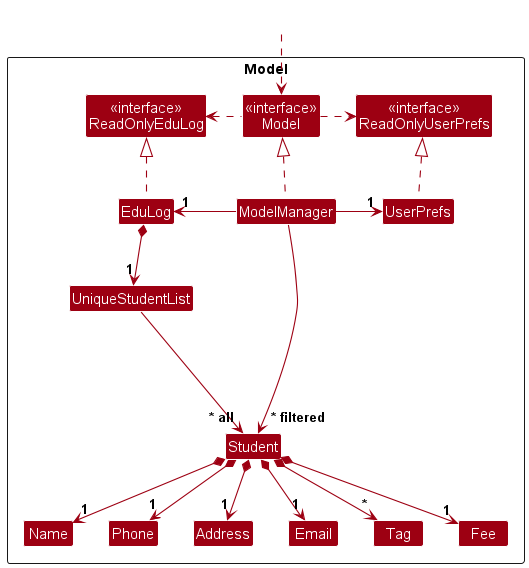 Model
«interface»
ReadOnlyEduLog
«interface»
Model
«interface»
ReadOnlyUserPrefs
EduLog
1
ModelManager
1
UserPrefs
1
UniqueStudentList
* all
* filtered
Student
1
1
1
1
*
1
Name
Phone
Address
Email
Tag
Fee